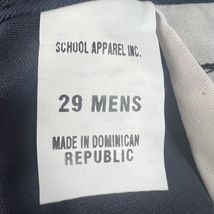 SCHOOL APPAREL INC.
29 MENS
MADE IN DOMINICAN
REPUBLIC